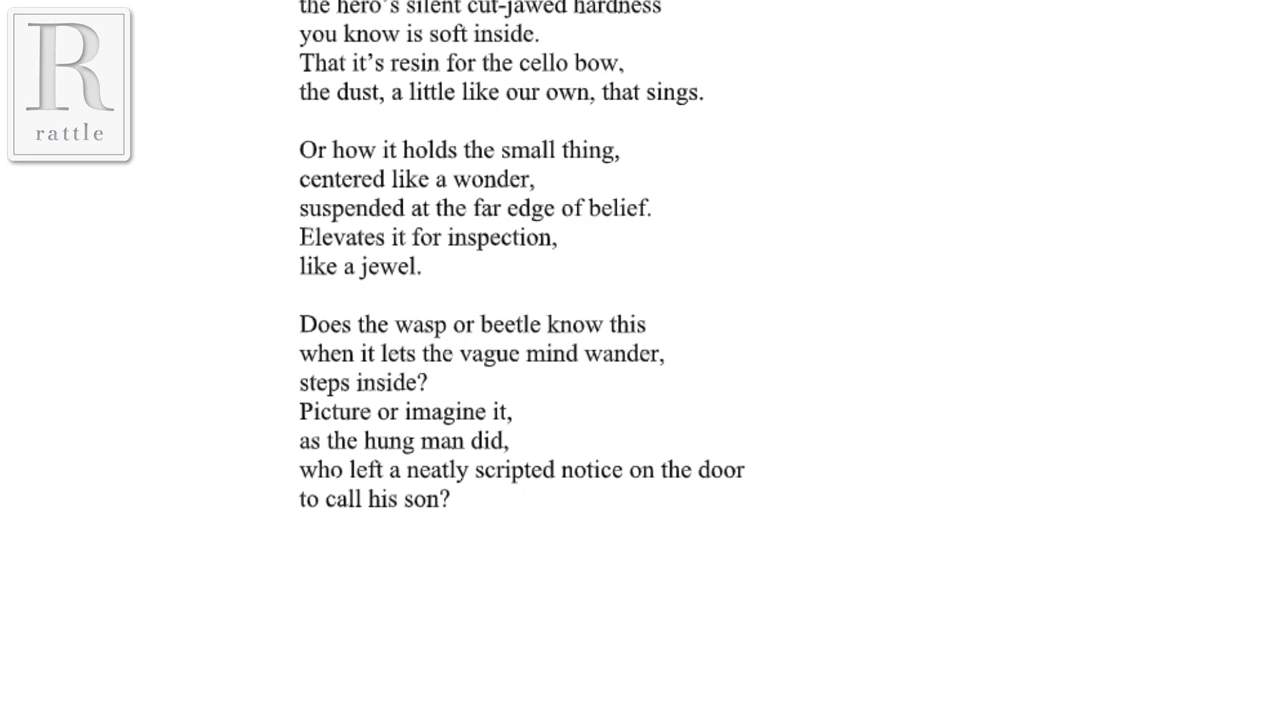 R
rattle
the hero's silent cut-jawed hardness
you know is soft inside.
That it's resin for the cello bow,
the dust, a little like our own, that sings.
Or how it holds the small thing,
centered like a wonder,
suspended at the far edge of belief.
Elevates it for inspection,
like a jewel.
Does the wasp or beetle know this
when it lets the vague mind wander,
steps inside?
Picture or imagine it,
as the hung man did,
who left a neatly scripted notice on the door
to call his son?